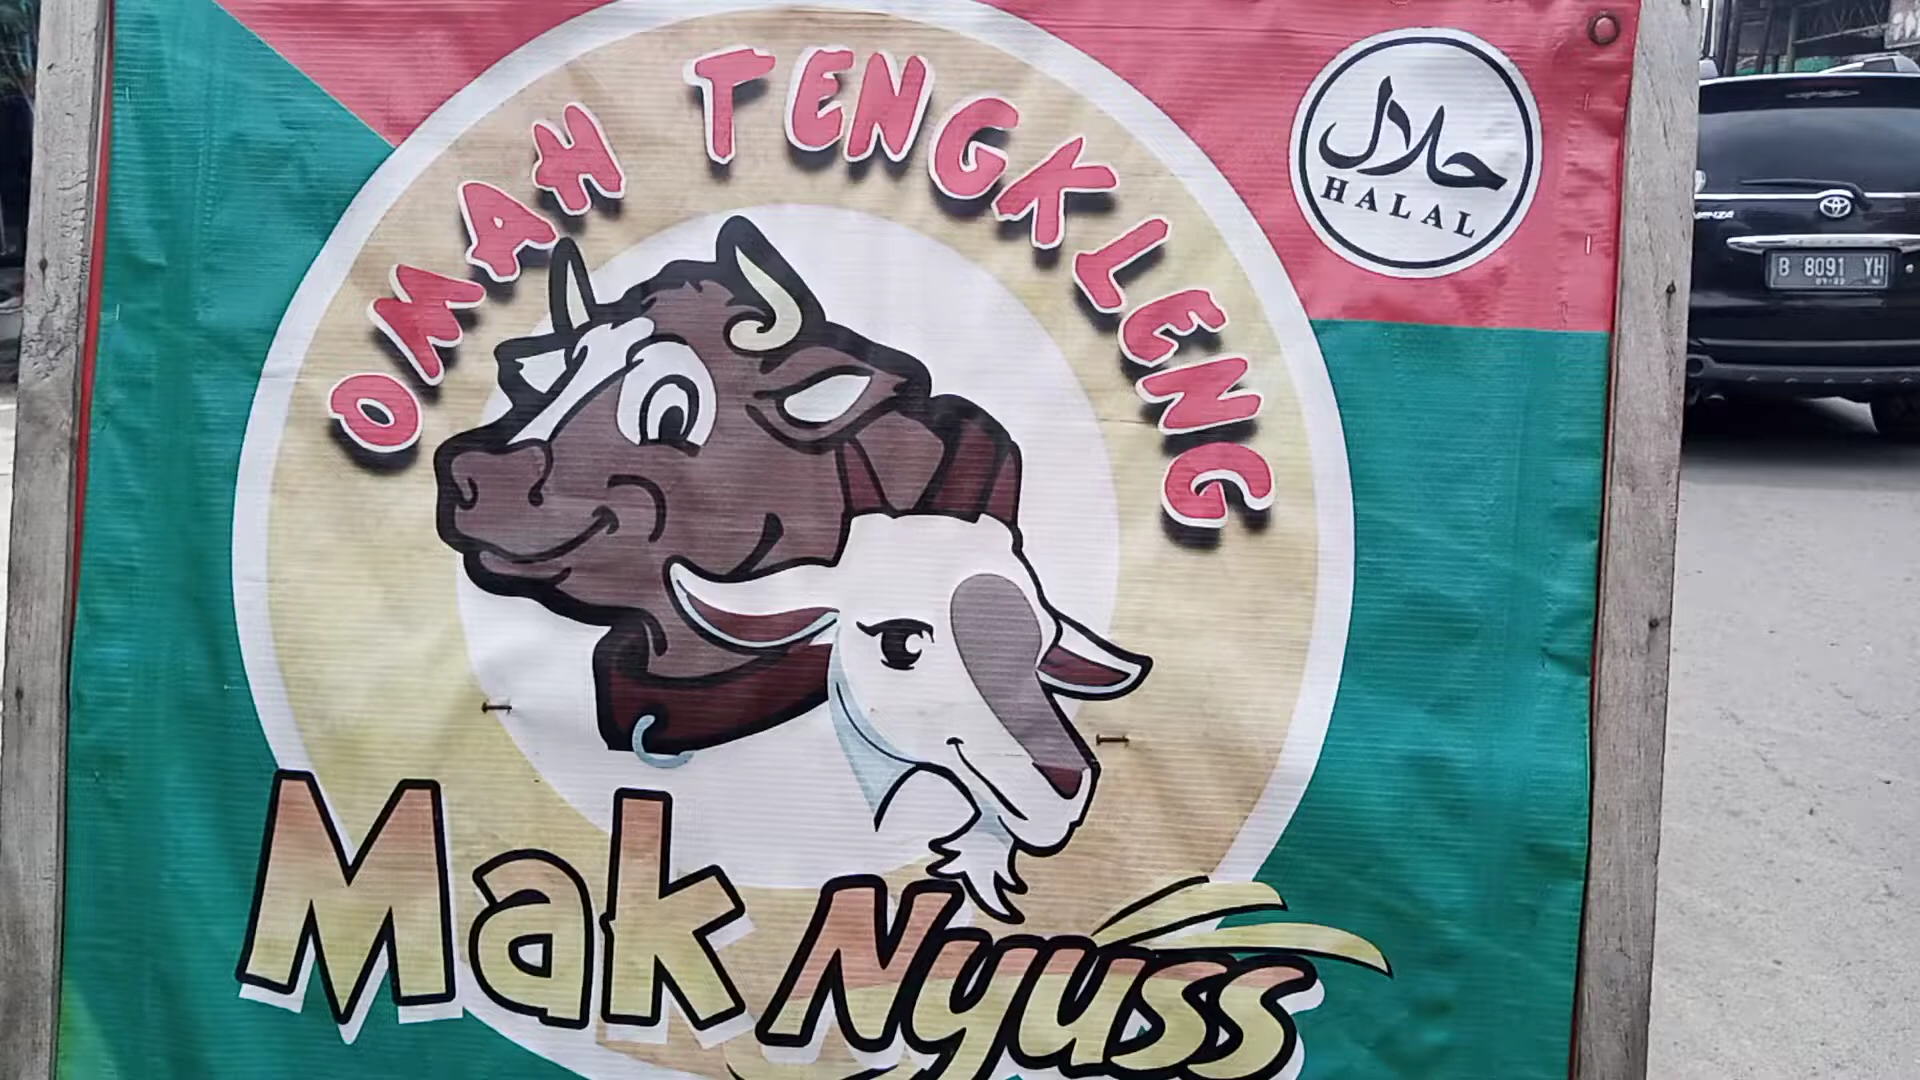 OMAH TENGKLENG
حلال
HALAL
Mak Nyuss
B 8091 YH